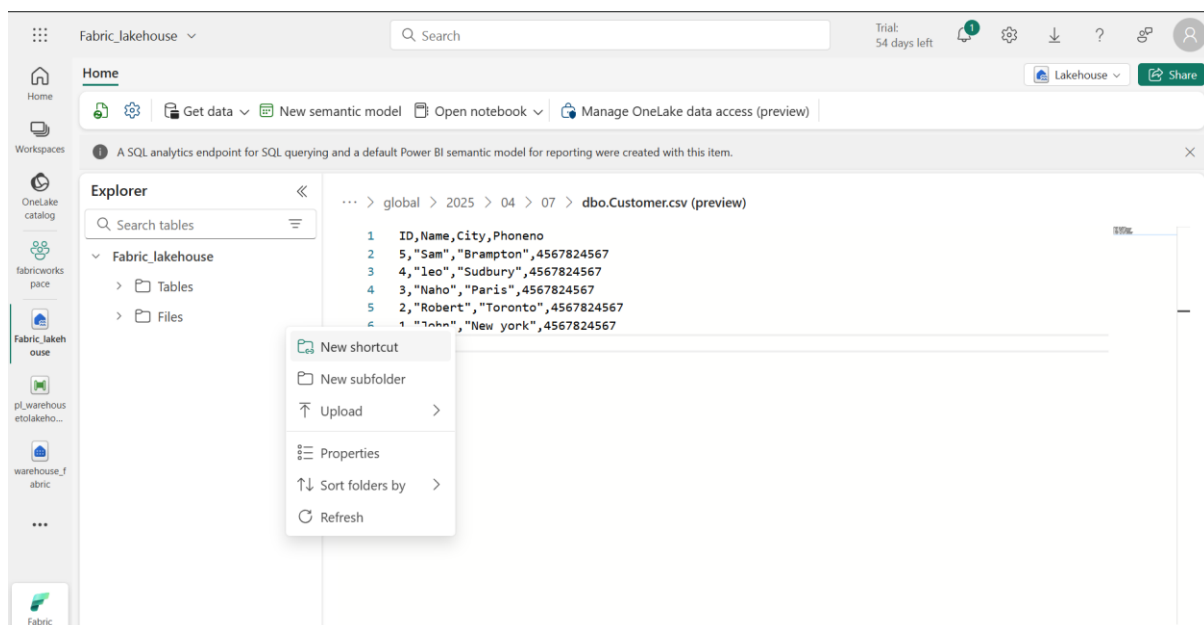 Fabric_lakehouse
Search
Trial:
54 days left
1
?
Home
Lakehouse
Share
Get data
New semantic model
Open notebook
Manage OneLake data access (preview)
A SQL analytics endpoint for SQL querying and a default Power BI semantic model for reporting were created with this item.
Home
Workspaces
OneLake
catalog
fabricworks
pace
Fabric_lakeh
ouse
pl_warehous
etolakeho...
warehouse_f
abric
...
Fabric
Explorer
Search tables
Fabric_lakehouse
Tables
Files
... > global > 2025 > 04 > 07 > dbo.Customer.csv (preview)
1 ID,Name,City,Phoneno
2 5,"Sam","Brampton",4567824567
3 4,"leo","Sudbury",4567824567
4 3,"Naho","Paris",4567824567
5 2,"Robert","Toronto",4567824567
6 1,"John","New york",4567824567
New shortcut
New subfolder
Upload
Properties
Sort folders by
Refresh